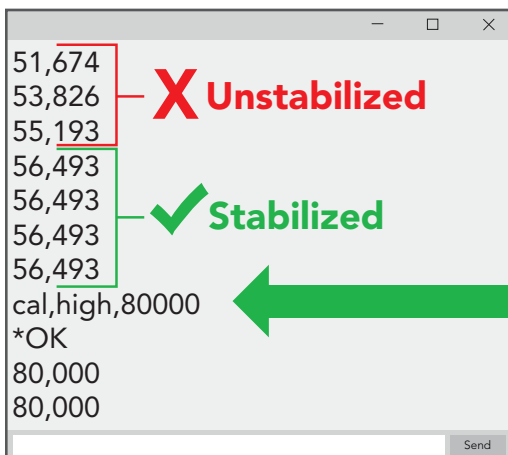 51,674
53,826
X Unstabilized
55,193
56,493
56,493
Stabilized
56,493
56,493
cal,high,80000
*OK
80,000
80,000
Send